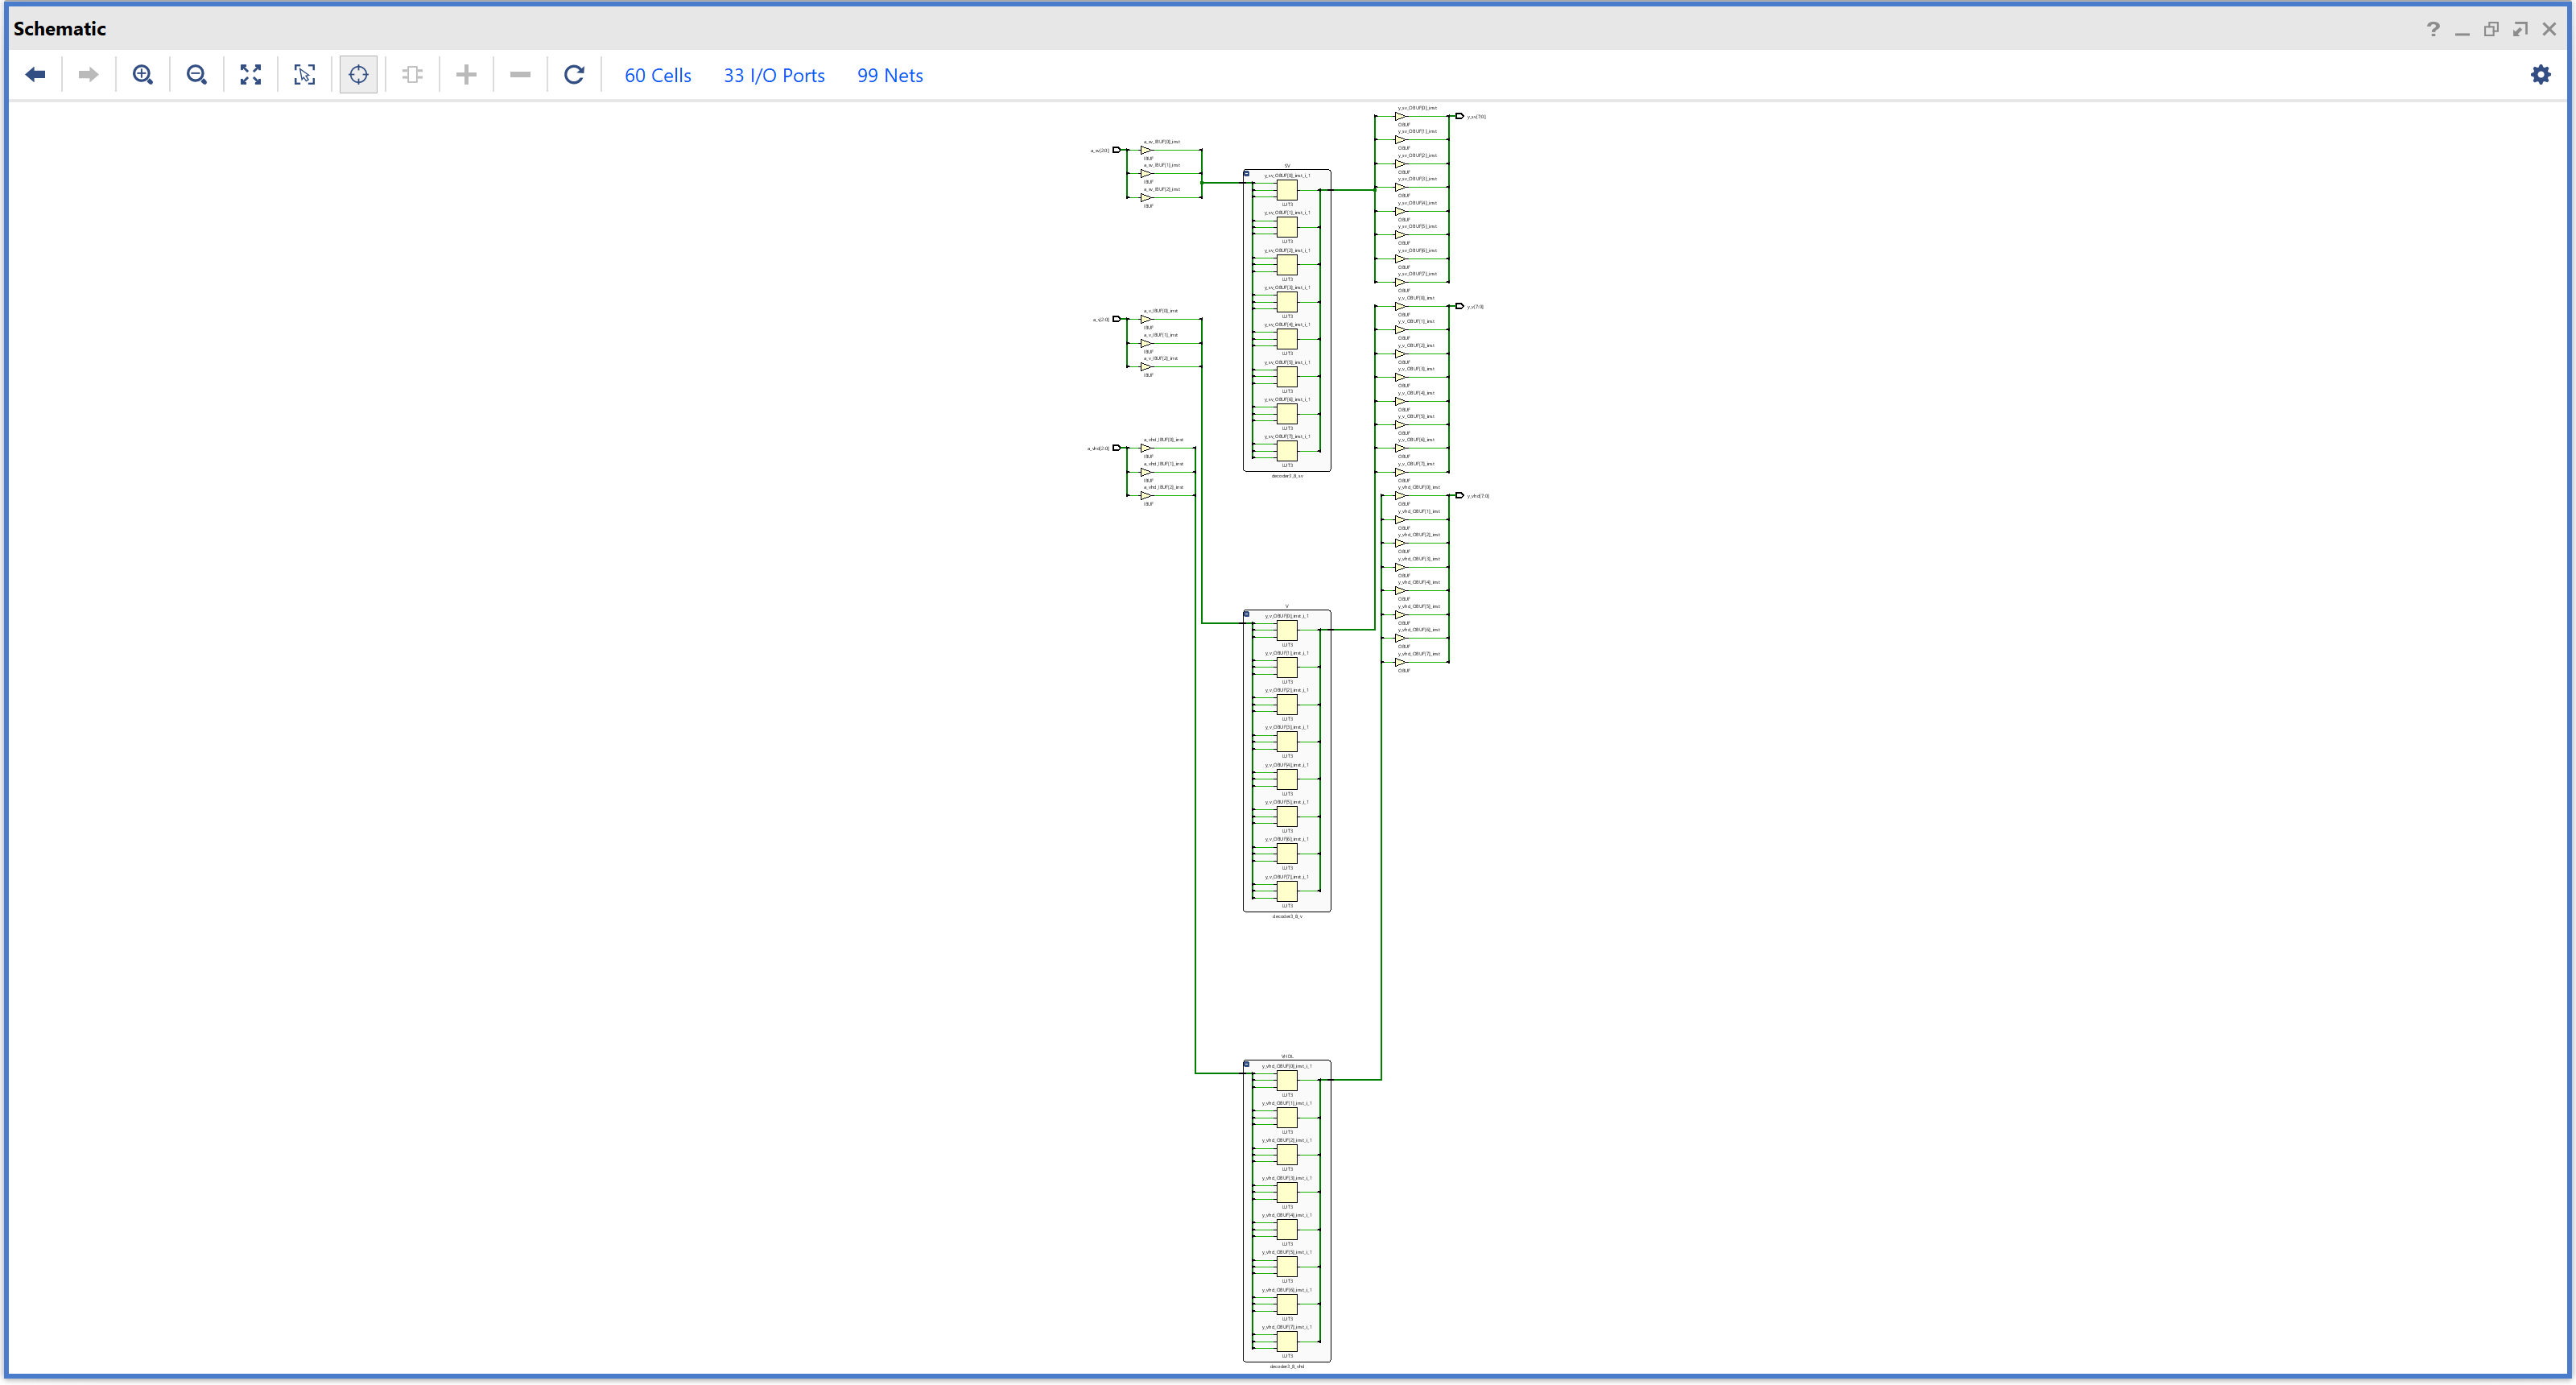 Schematic
60 Cells
33 I/O Ports
99 Nets
a_sv[2:0]
a_sv_IBUF[0]_inst
IBUF
a_sv_IBUF[1]_inst
IBUF
a_sv_IBUF[2]_inst
IBUF
a_v[2:0]
a_v_IBUF[0]_inst
IBUF
a_v_IBUF[1]_inst
IBUF
a_v_IBUF[2]_inst
IBUF
a_vhd[2:0]
a_vhd_IBUF[0]_inst
IBUF
a_vhd_IBUF[1]_inst
IBUF
a_vhd_IBUF[2]_inst
IBUF
SV
y_sv_OBUF[0]_inst_i_1
LUT3
y_sv_OBUF[1]_inst_i_1
LUT3
y_sv_OBUF[2]_inst_i_1
LUT3
y_sv_OBUF[3]_inst_i_1
LUT3
y_sv_OBUF[4]_inst_i_1
LUT3
y_sv_OBUF[5]_inst_i_1
LUT3
y_sv_OBUF[6]_inst_i_1
LUT3
y_sv_OBUF[7]_inst_i_1
LUT3
decoder3_8_sv
V
y_v_OBUF[0]_inst_i_1
LUT3
y_v_OBUF[1]_inst_i_1
LUT3
y_v_OBUF[2]_inst_i_1
LUT3
y_v_OBUF[3]_inst_i_1
LUT3
y_v_OBUF[4]_inst_i_1
LUT3
y_v_OBUF[5]_inst_i_1
LUT3
y_v_OBUF[6]_inst_i_1
LUT3
y_v_OBUF[7]_inst_i_1
LUT3
decoder3_8_v
VHDL
y_vhd_OBUF[0]_inst_i_1
LUT3
y_vhd_OBUF[1]_inst_i_1
LUT3
y_vhd_OBUF[2]_inst_i_1
LUT3
y_vhd_OBUF[3]_inst_i_1
LUT3
y_vhd_OBUF[4]_inst_i_1
LUT3
y_vhd_OBUF[5]_inst_i_1
LUT3
y_vhd_OBUF[6]_inst_i_1
LUT3
y_vhd_OBUF[7]_inst_i_1
LUT3
decoder3_8_vhd
y_sv_OBUF[0]_inst
y_sv[7:0]
OBUF
y_sv_OBUF[1]_inst
OBUF
y_sv_OBUF[2]_inst
OBUF
y_sv_OBUF[3]_inst
OBUF
y_sv_OBUF[4]_inst
OBUF
y_sv_OBUF[5]_inst
OBUF
y_sv_OBUF[6]_inst
OBUF
y_sv_OBUF[7]_inst
OBUF
y_v_OBUF[0]_inst
y_v[7:0]
OBUF
y_v_OBUF[1]_inst
OBUF
y_v_OBUF[2]_inst
OBUF
y_v_OBUF[3]_inst
OBUF
y_v_OBUF[4]_inst
OBUF
y_v_OBUF[5]_inst
OBUF
y_v_OBUF[6]_inst
OBUF
y_v_OBUF[7]_inst
OBUF
y_vhd_OBUF[0]_inst
y_vhd[7:0]
OBUF
y_vhd_OBUF[1]_inst
OBUF
y_vhd_OBUF[2]_inst
OBUF
y_vhd_OBUF[3]_inst
OBUF
y_vhd_OBUF[4]_inst
OBUF
y_vhd_OBUF[5]_inst
OBUF
y_vhd_OBUF[6]_inst
OBUF
y_vhd_OBUF[7]_inst
OBUF